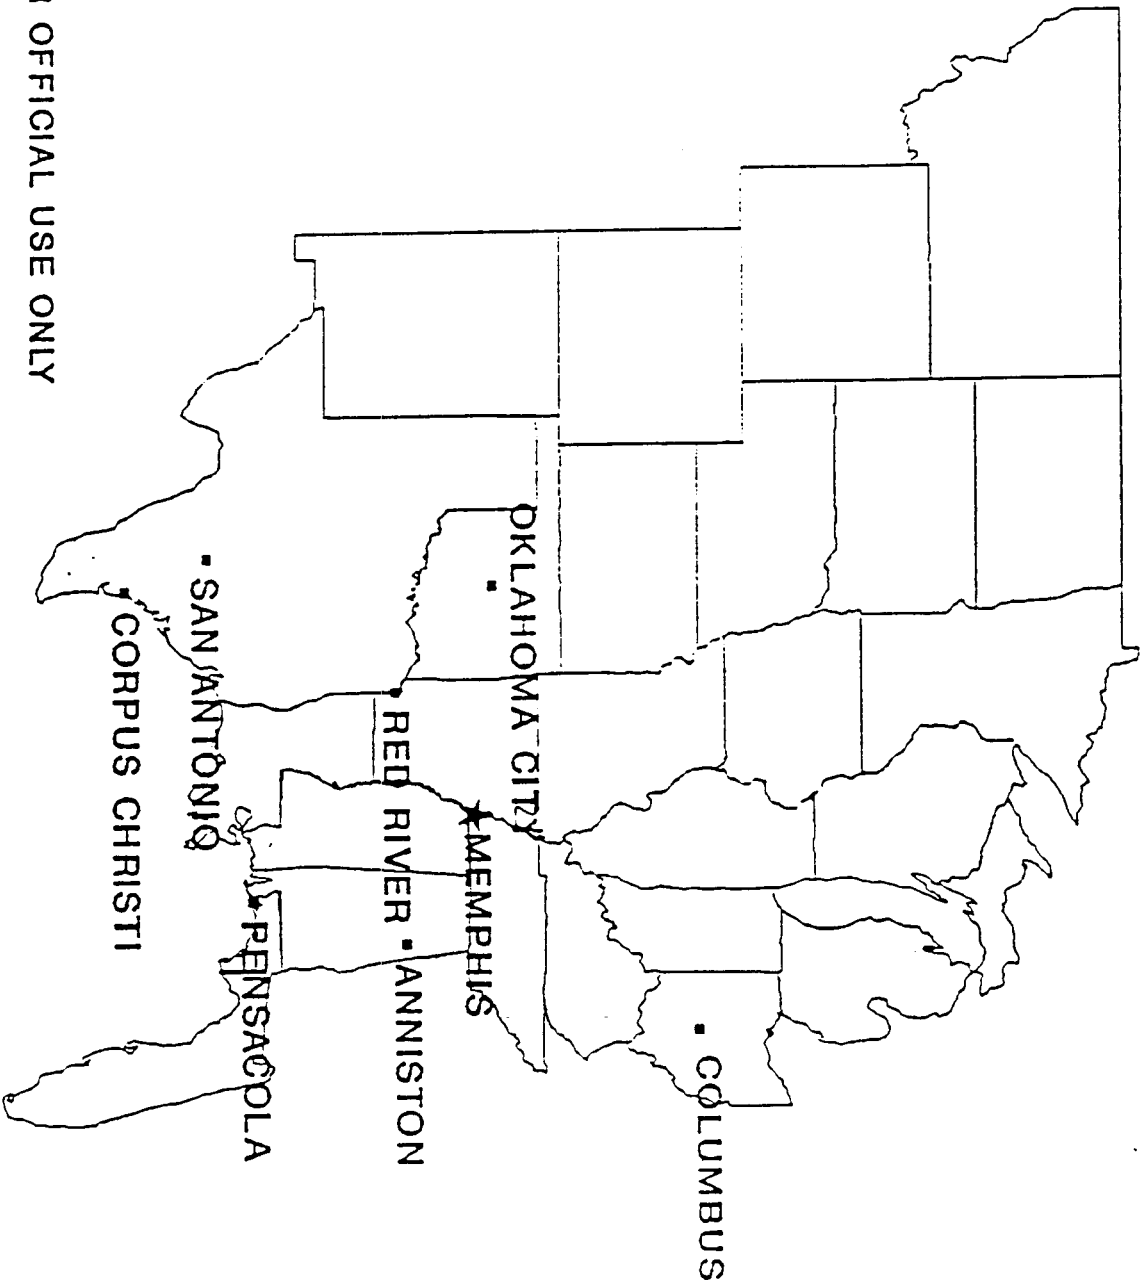 COLUMBUS
OKLAHOMA CITY
MEMPHIS
RED RIVER
ANNISTON
PENSACOLA
SAN ANTONIO
CORPUS CHRISTI
OFFICIAL USE ONLY